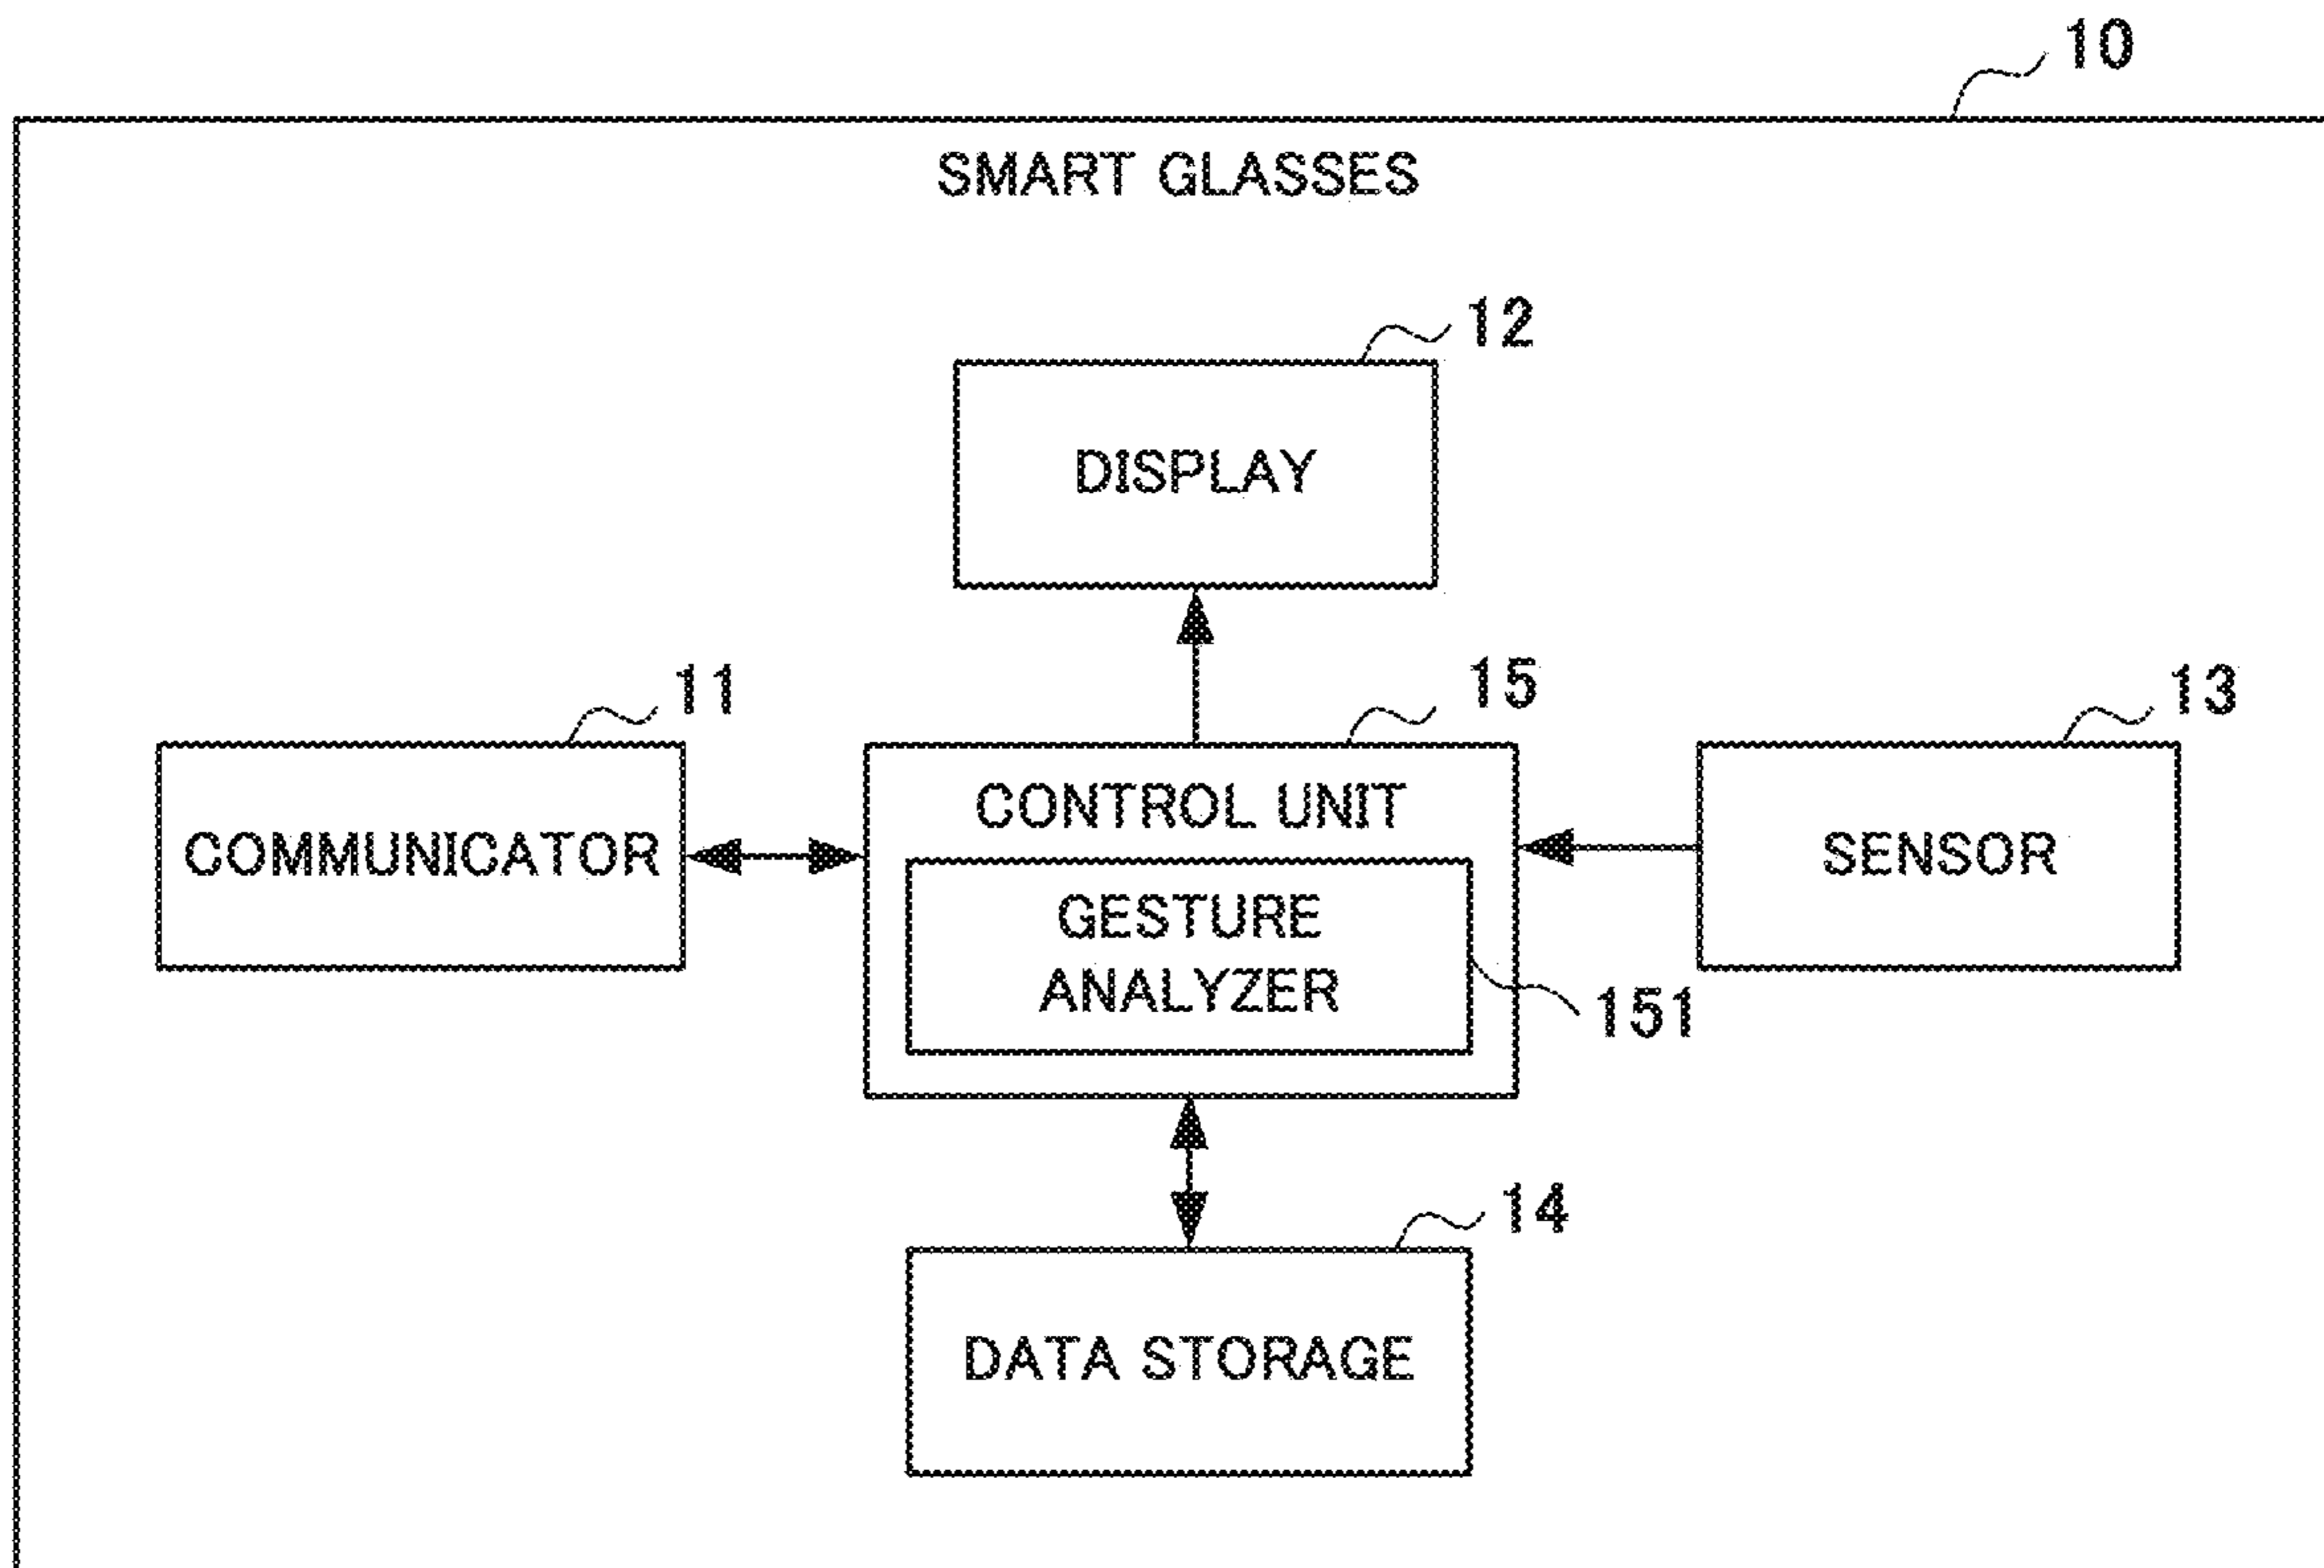 10
SMART GLASSES
12
DISPLAY
11
15
13
COMMUNICATOR
CONTROL UNIT
SENSOR
GESTURE
ANALYZER
151
14
DATA STORAGE